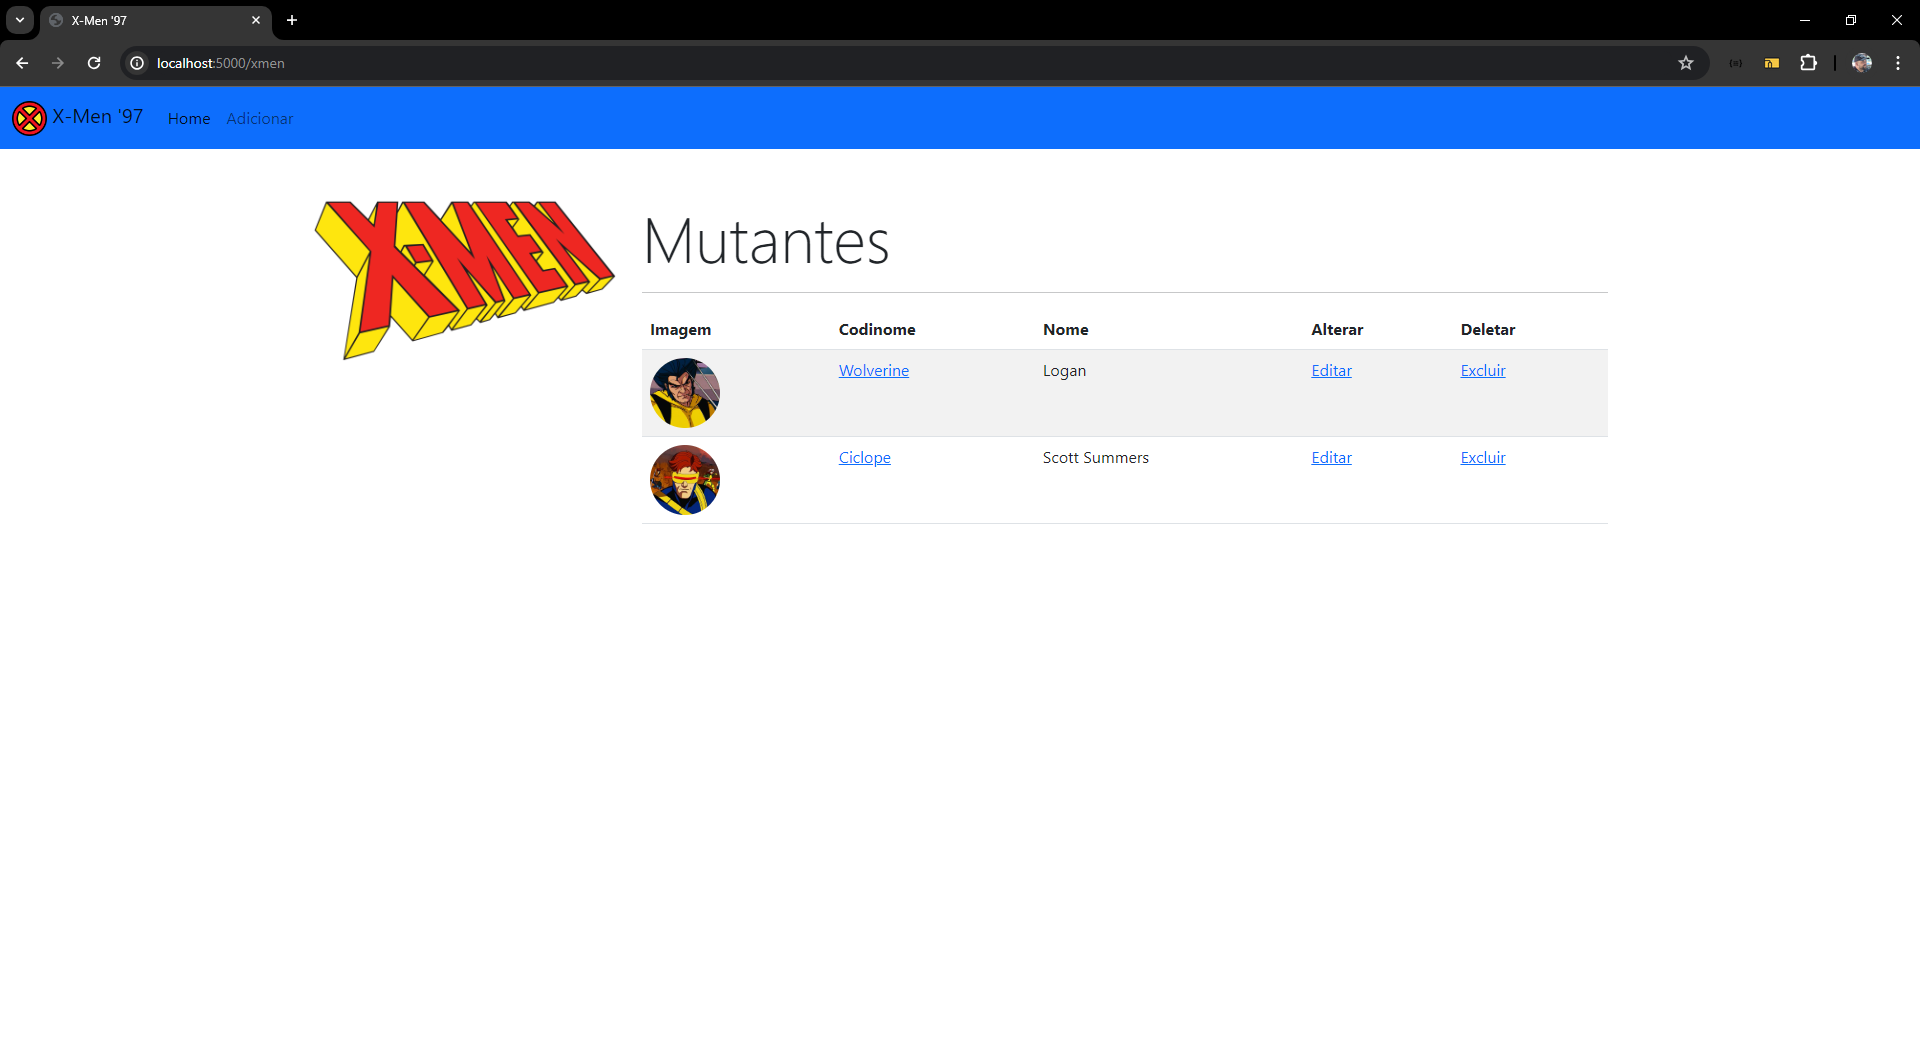 X-Men '97
localhost:5000/xmen
X-Men '97 Home Adicionar
X-MEN
Mutantes
Imagem Codinome Nome Alterar Deletar
Wolverine Logan Editar Excluir
Ciclope Scott Summers Editar Excluir